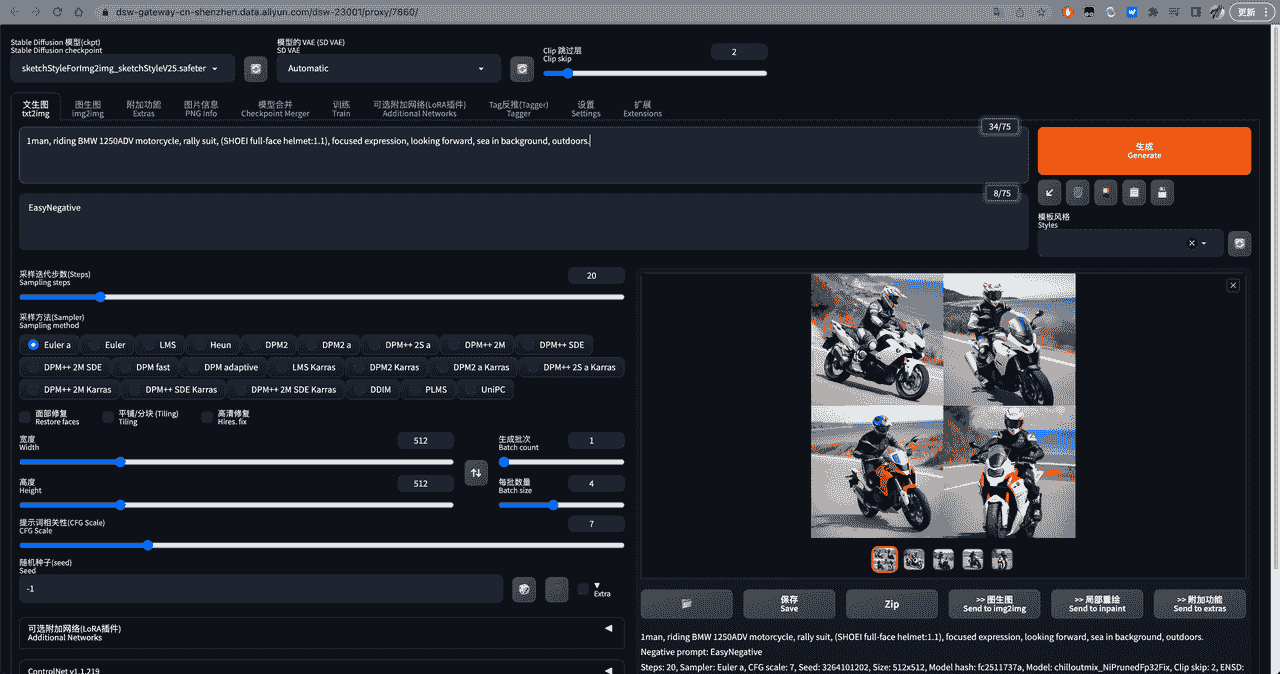 dsw-gateway-cn-shenzhen.data.aliyun.com/dsw-23001/proxy/7860/
更新
Stable Diffusion 模型(ckpt)
Stable Diffusion checkpoint
sketchStyleForImg2img_sketchStyleV25.safeter
模型的 VAE (SD VAE)
SD VAE
Automatic
Clip 跳过层
Clip skip
2
文生图
txt2img
图生图
img2img
附加功能
Extras
图片信息
PNG Info
模型合并
Checkpoint Merger
训练
Train
可选附加网络(LoRA插件)
Additional Networks
Tag反推(Tagger)
Tagger
设置
Settings
扩展
Extensions
34/75
1man, riding BMW 1250ADV motorcycle, rally suit, (SHOEI full-face helmet:1.1), focused expression, looking forward, sea in background, outdoors.
生成
Generate
8/75
EasyNegative
模板风格
Styles
采样迭代步数(Steps)
Sampling steps
20
采样方法(Sampler)
Sampling method
Euler a
Euler
LMS
Heun
DPM2
DPM2 a
DPM++ 2S a
DPM++ 2M
DPM++ SDE
DPM++ 2M SDE
DPM fast
DPM adaptive
LMS Karras
DPM2 Karras
DPM2 a Karras
DPM++ 2S a Karras
DPM++ 2M Karras
DPM++ SDE Karras
DPM++ 2M SDE Karras
DDIM
PLMS
UniPC
面部修复
Restore faces
平铺/分块 (Tiling)
Tiling
高清修复
Hires. fix
宽度
Width
512
生成批次
Batch count
1
高度
Height
512
每批数量
Batch size
4
提示词相关性(CFG Scale)
CFG Scale
7
随机种子(seed)
Seed
-1
Extra
可选附加网络(LoRA插件)
Additional Networks
ControlNet v1.1.219
保存
Save
Zip
>> 图生图
Send to img2img
>> 局部重绘
Send to inpaint
>> 附加功能
Send to extras
1man, riding BMW 1250ADV motorcycle, rally suit, (SHOEI full-face helmet:1.1), focused expression, looking forward, sea in background, outdoors.
Negative prompt: EasyNegative
Steps: 20, Sampler: Euler a, CFG scale: 7, Seed: 3264101202, Size: 512x512, Model hash: fc2511737a, Model: chilloutmix_NiPrunedFp32Fix, Clip skip: 2, ENSD: